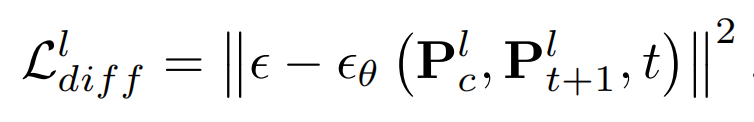 $\mathcal{L}_{diff}^{l} = \left\| \epsilon - \epsilon_{\theta} \left( \mathbf{P}_{c}^{l}, \mathbf{P}_{t+1}^{l}, t \right) \right\|^{2}.$